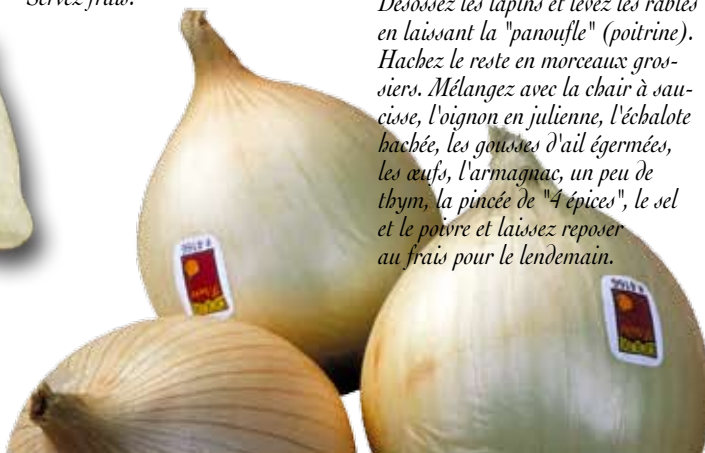 Servez frais.
Désossez les lapins et levez les râbles
en laissant la "panoufle" (poitrine).
Hachez le reste en morceaux gros-
siers. Mélangez avec la chair à sau-
cisse, l'oignon en julienne, l'échalote
hachée, les gousses d'ail égermées,
les œufs, l'armagnac, un peu de
thym, la pincée de "4 épices", le sel
et le poivre et laissez reposer
au frais pour le lendemain.